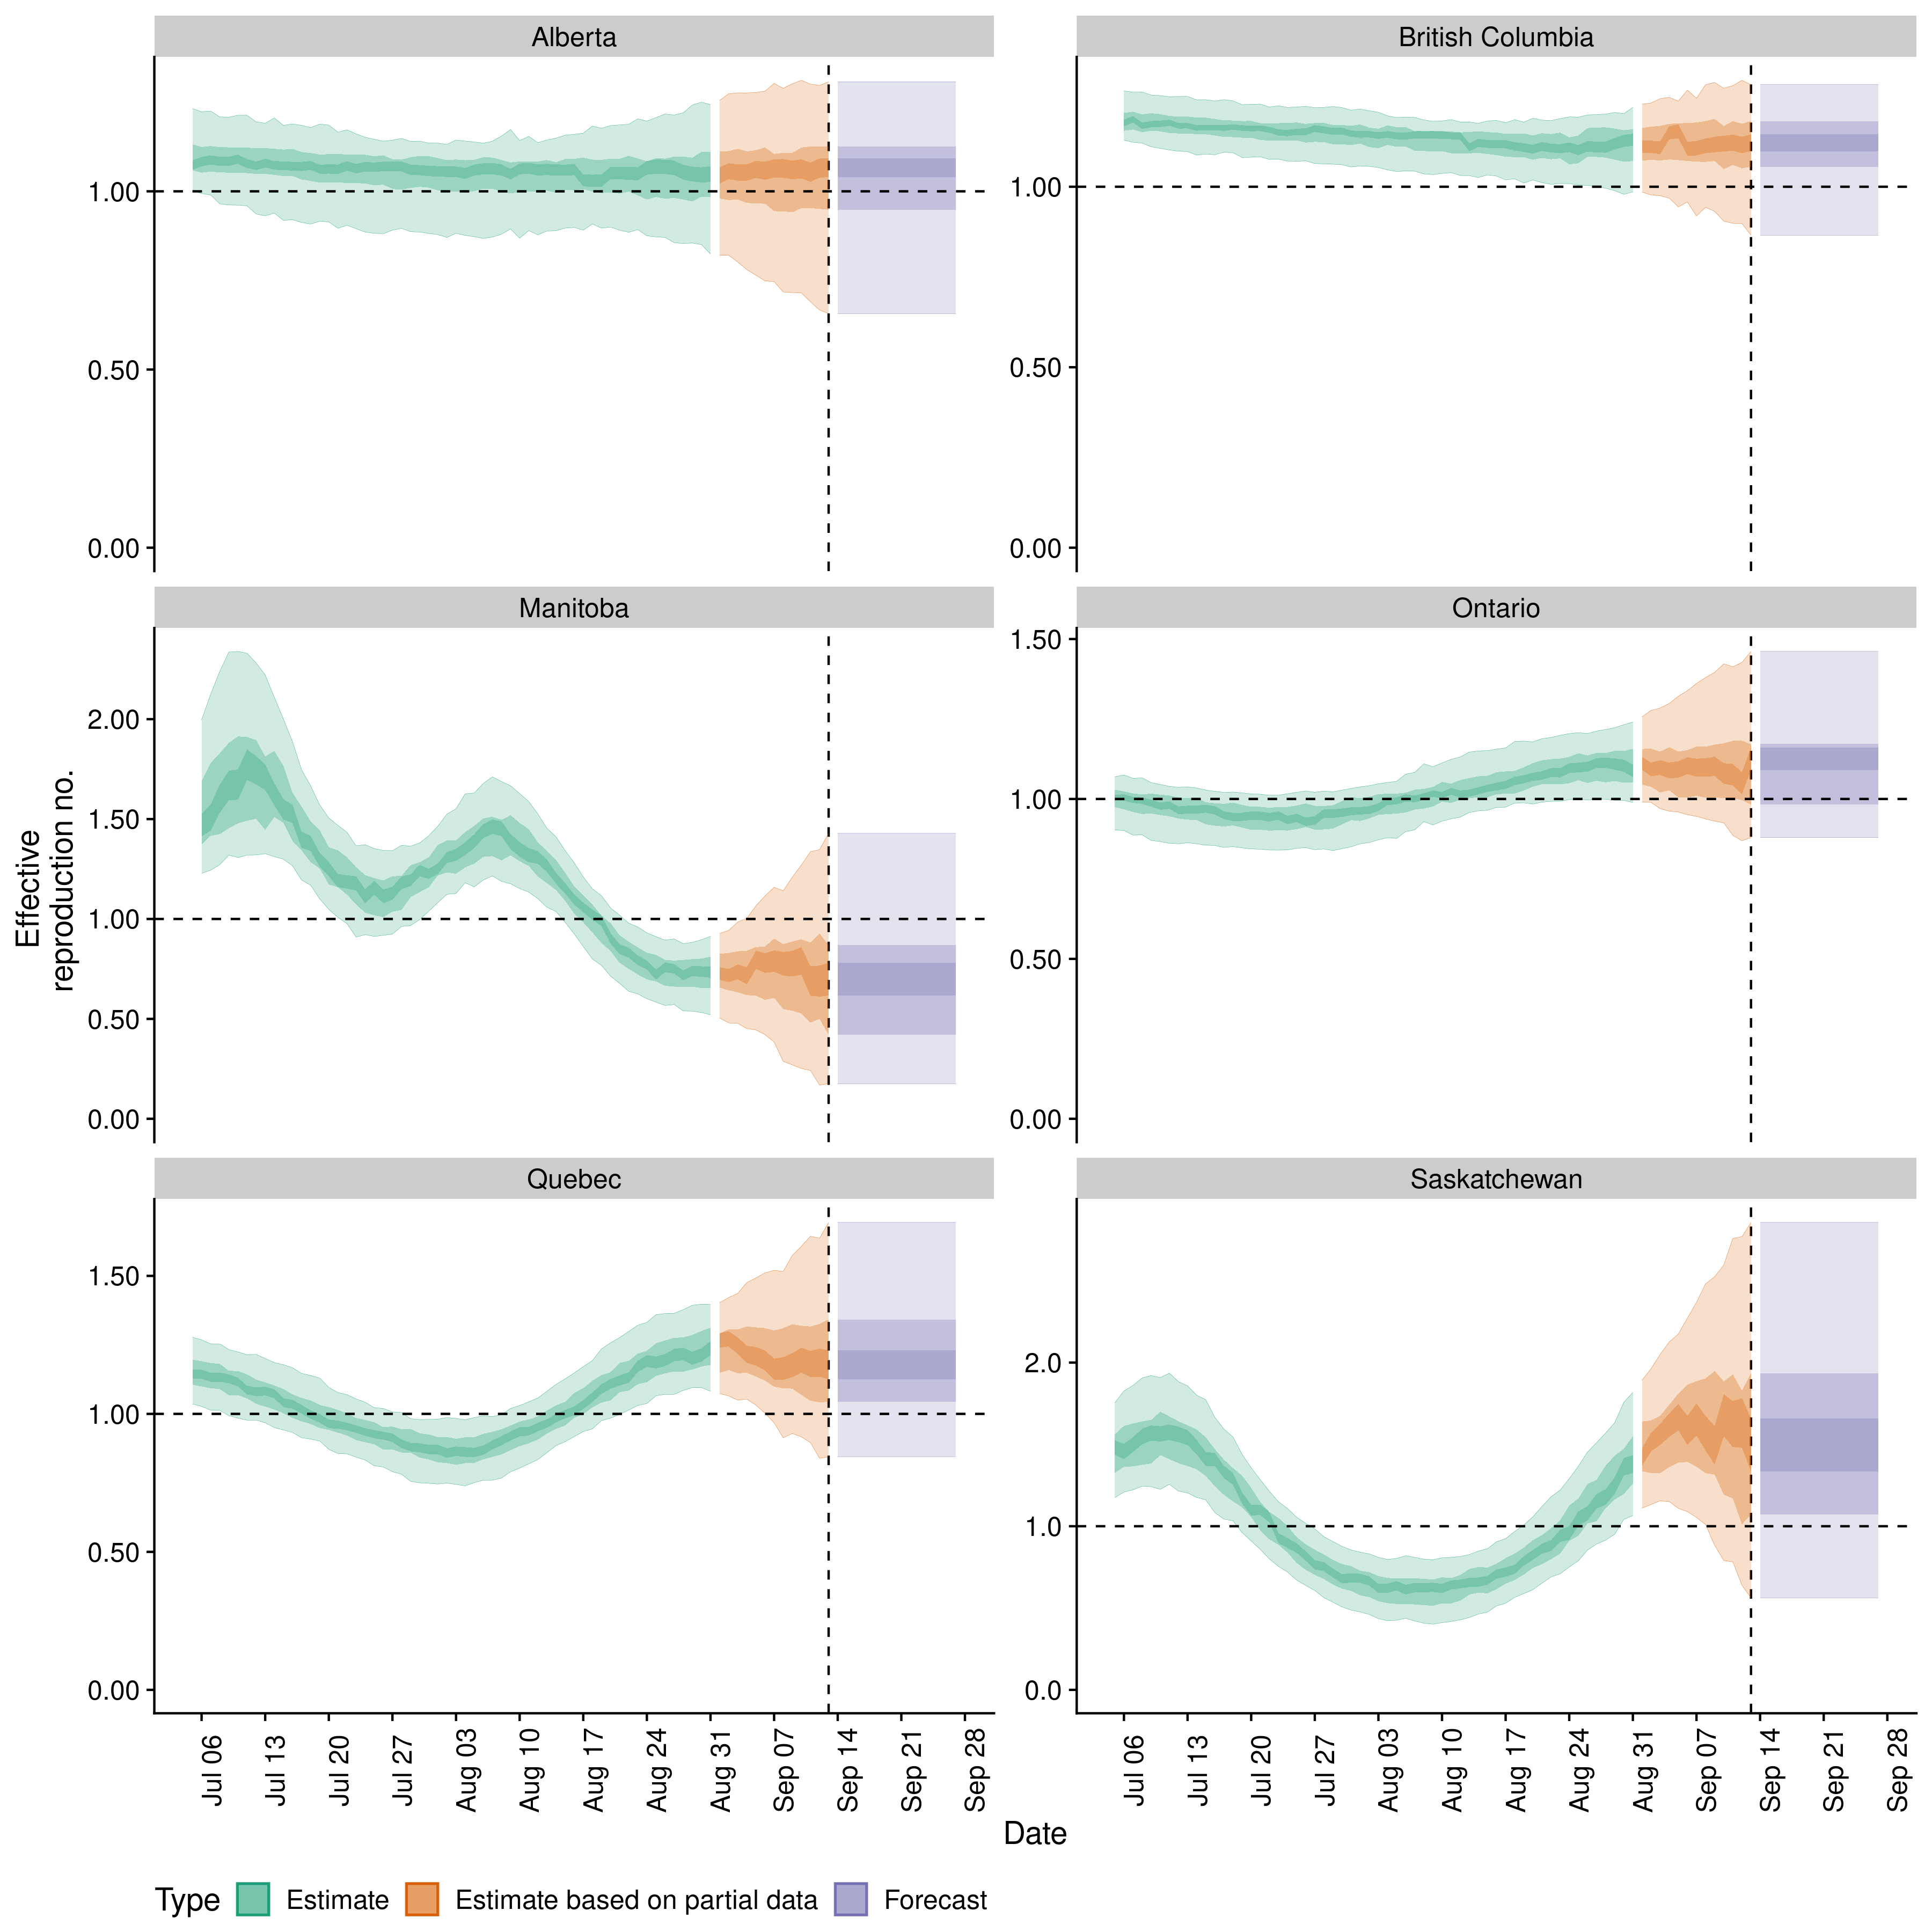 Alberta
British Columbia
1.00
0.50
0.00
1.00
0.50
0.00
Manitoba
Ontario
2.00
1.50
1.00
0.50
0.00
1.50
1.00
0.50
0.00
Effective
reproduction no.
Quebec
Saskatchewan
1.50
1.00
0.50
0.00
2.0
1.0
0.0
Jul 06
Jul 13
Jul 20
Jul 27
Aug 03
Aug 10
Aug 17
Aug 24
Aug 31
Sep 07
Sep 14
Sep 21
Sep 28
Jul 06
Jul 13
Jul 20
Jul 27
Aug 03
Aug 10
Aug 17
Aug 24
Aug 31
Sep 07
Sep 14
Sep 21
Sep 28
Date
Type Estimate Estimate based on partial data Forecast